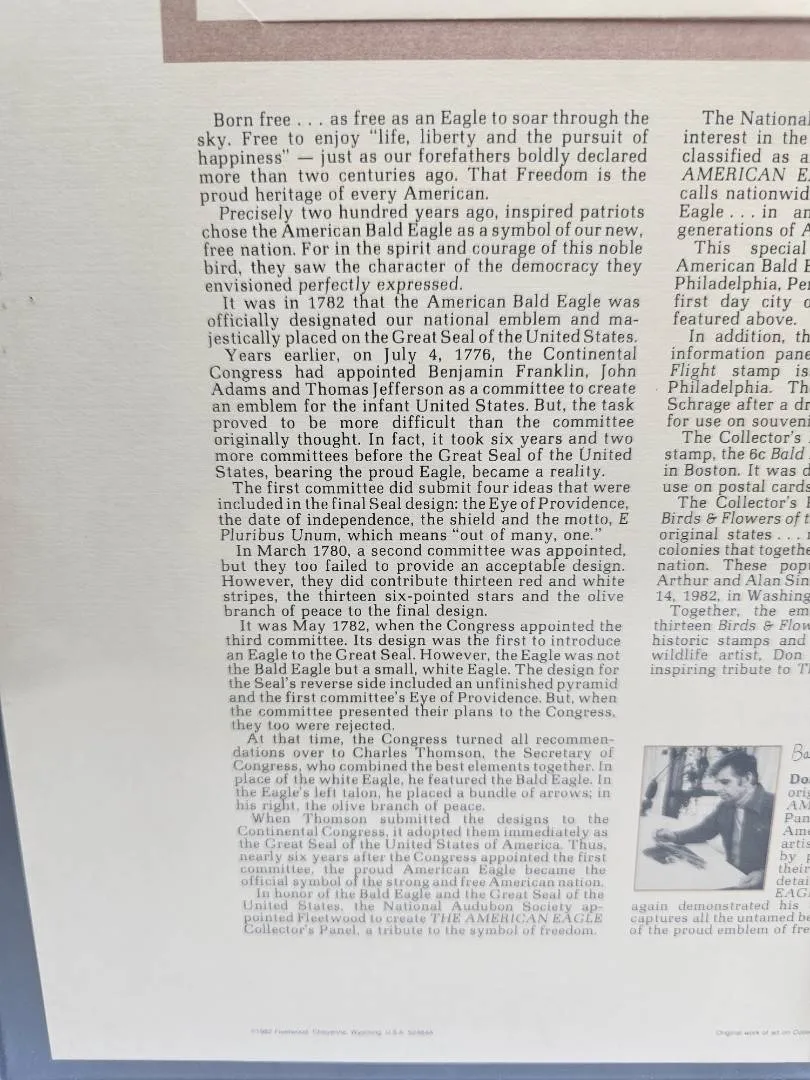 Born free . . . as free as an Eagle to soar through the
sky. Free to enjoy “life, liberty and the pursuit of
happiness” — just as our forefathers boldly declared
more than two centuries ago. That Freedom is the
proud heritage of every American.
Precisely two hundred years ago, inspired patriots
chose the American Bald Eagle as a symbol of our new,
free nation. For in the spirit and courage of this noble
bird, they saw the character of the democracy they
envisioned perfectly expressed.
It was in 1782 that the American Bald Eagle was
officially designated our national emblem and ma-
jestically placed on the Great Seal of the United States.
Years earlier, on July 4, 1776, the Continental
Congress had appointed Benjamin Franklin, John
Adams and Thomas Jefferson as a committee to create
an emblem for the infant United States. But, the task
proved to be more difficult than the committee
originally thought. In fact, it took six years and two
more committees before the Great Seal of the United
States, bearing the proud Eagle, became a reality.
The first committee did submit four ideas that were
included in the final Seal design: the Eye of Providence,
the date of independence, the shield and the motto, E
Pluribus Unum, which means “out of many, one.”
In March 1780, a second committee was appointed,
but they too failed to provide an acceptable design.
However, they did contribute thirteen red and white
stripes, the thirteen six-pointed stars and the olive
branch of peace to the final design.
It was May 1782, when the Congress appointed the
third committee. Its design was the first to introduce
an Eagle to the Great Seal. However, the Eagle was not
the Bald Eagle but a small, white Eagle. The design for
the Seal's reverse side included an unfinished pyramid
and the first committee's Eye of Providence. But, when
the committee presented their plans to the Congress,
they too were rejected.
At that time, the Congress turned all recommen-
dations over to Charles Thomson, the Secretary of
Congress, who combined the best elements together. In
place of the white Eagle, he featured the Bald Eagle. In
the Eagle's left talon, he placed a bundle of arrows; in
his right, the olive branch of peace.
When Thomson submitted the designs to the
Continental Congress, it adopted them immediately as
the Great Seal of the United States of America. Thus,
nearly six years after the Congress appointed the first
committee, the proud American Eagle became the
official symbol of the strong and free American nation.
In honor of the Bald Eagle and the Great Seal of the
United States, the National Audubon Society ap-
pointed Fleetwood to create THE AMERICAN EAGLE
Collector's Panel, a tribute to the symbol of freedom.
©1982 Fleetwood, Cheyenne, Wyoming, U.S.A.
The National
interest in the
classified as a
AMERICAN E
calls nationwid
Eagle . . . in an
generations of A
This special
American Bald E
Philadelphia, Pe
first day city o
featured above.
In addition, th
information pane
Flight stamp is
Philadelphia. Th
Schrage after a dr
for use on souveni
The Collector's
stamp, the 6c Bald
in Boston. It was d
use on postal cards
The Collector's
Birds & Flowers of t
original states . . .
colonies that togethe
nation. These pop
Arthur and Alan Sin
14, 1982, in Washing
Together, the em
thirteen Birds & Flow
historic stamps and
wildlife artist, Don
inspiring tribute to T
Ba
Do
orig
AM
Pan
Ame
artis
by p
their
detai
EAG
again demonstrated his
captures all the untamed be
of the proud emblem of fre
Original work of art on Colle